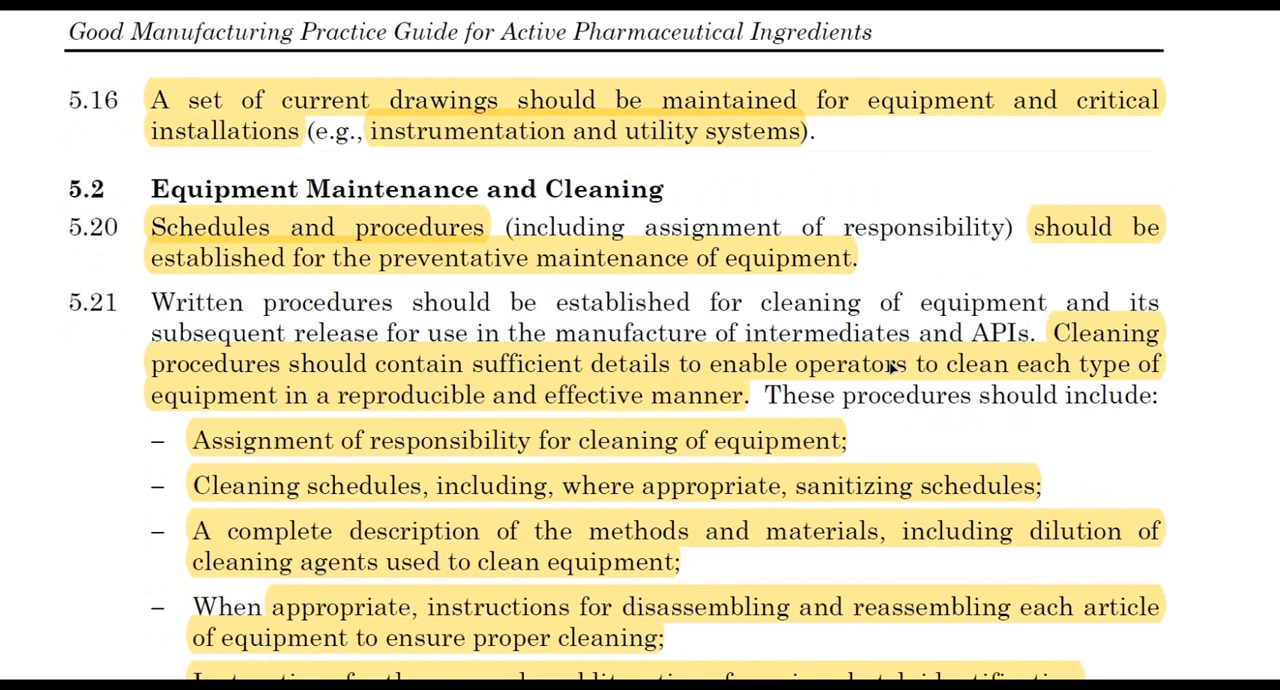 Good Manufacturing Practice Guide for Active Pharmaceutical Ingredients
5.16 A set of current drawings should be maintained for equipment and critical
installations (e.g., instrumentation and utility systems).
5.2 Equipment Maintenance and Cleaning
5.20 Schedules and procedures (including assignment of responsibility) should be
established for the preventative maintenance of equipment.
5.21 Written procedures should be established for cleaning of equipment and its
subsequent release for use in the manufacture of intermediates and APIs. Cleaning
procedures should contain sufficient details to enable operators to clean each type of
equipment in a reproducible and effective manner. These procedures should include:
– Assignment of responsibility for cleaning of equipment;
– Cleaning schedules, including, where appropriate, sanitizing schedules;
– A complete description of the methods and materials, including dilution of
cleaning agents used to clean equipment;
– When appropriate, instructions for disassembling and reassembling each article
of equipment to ensure proper cleaning;